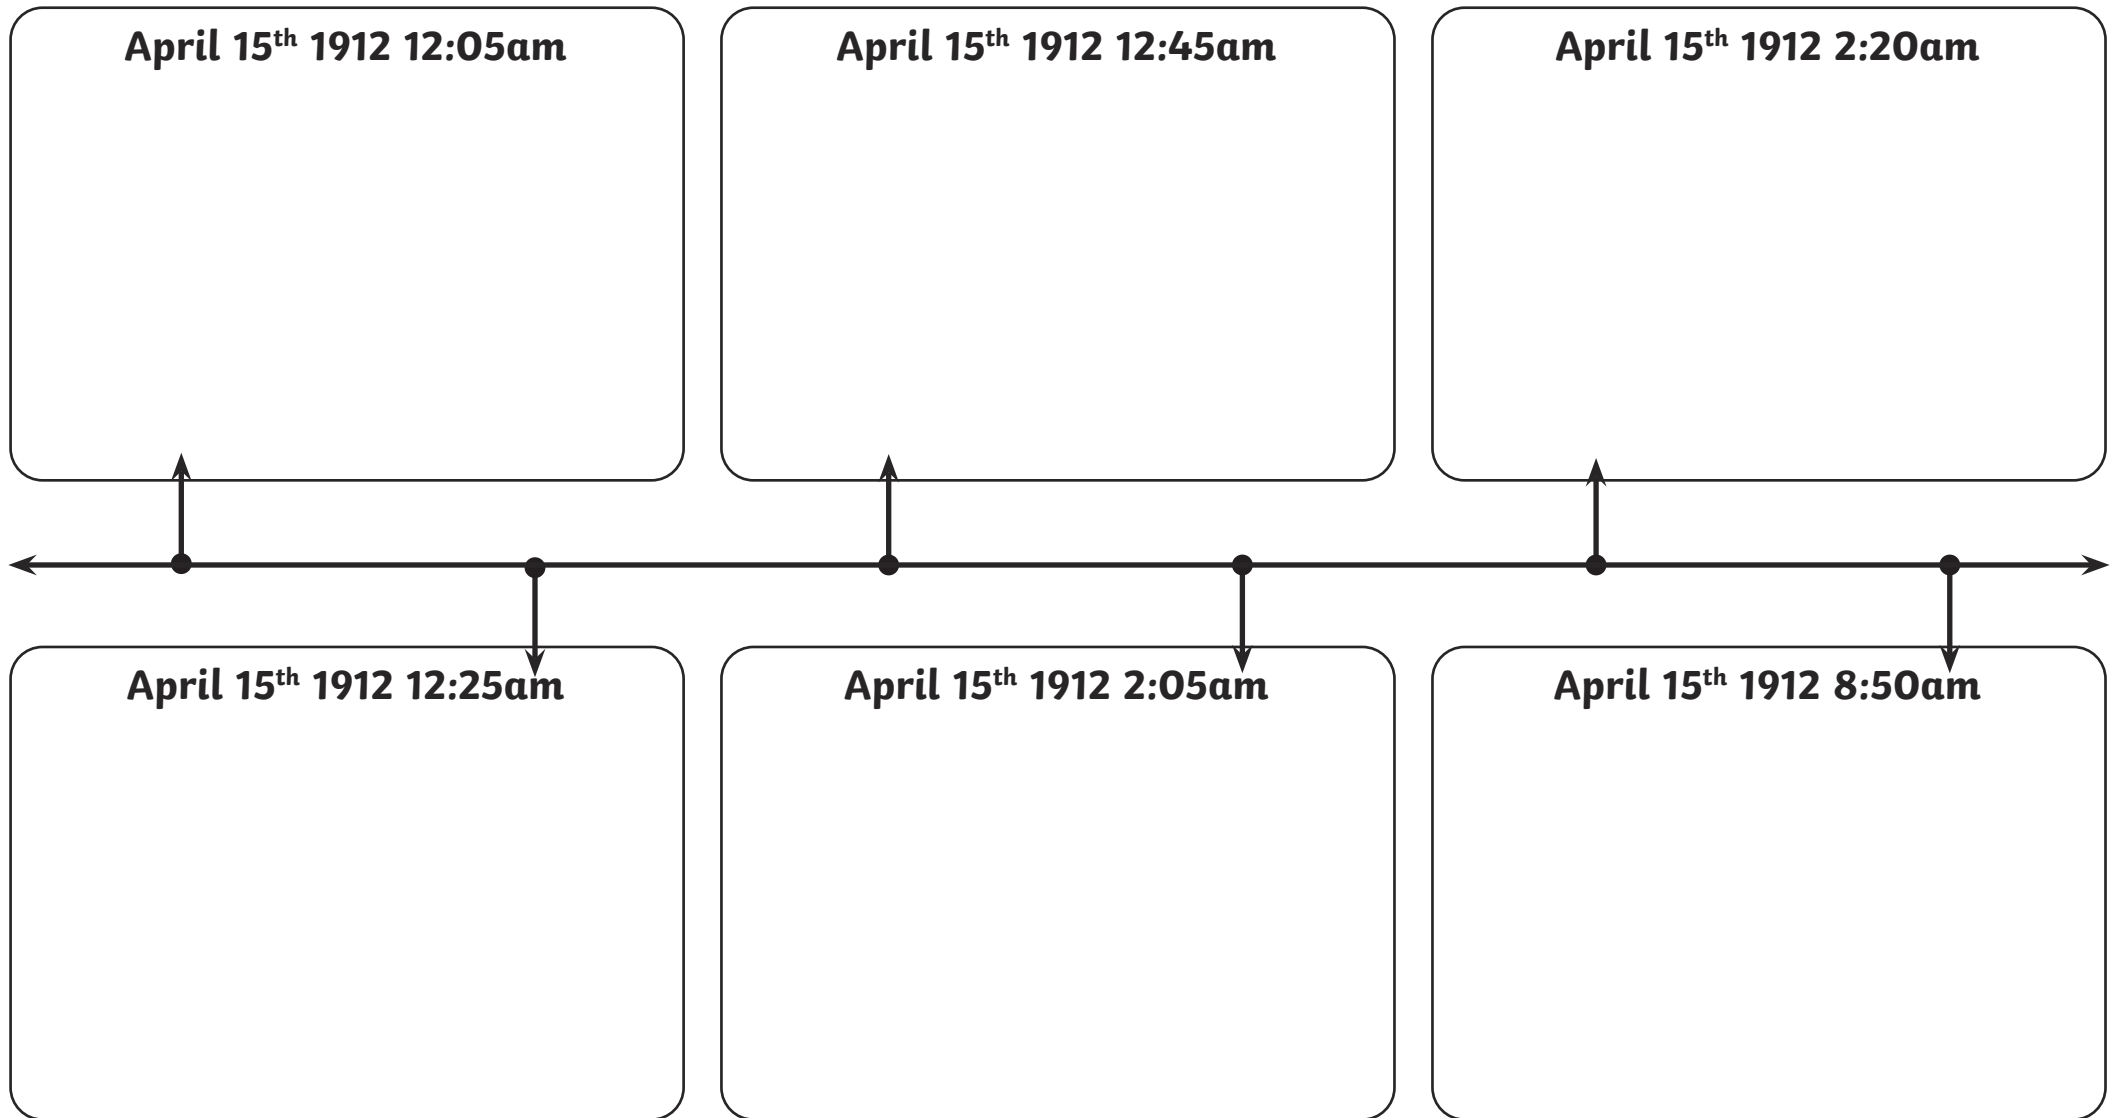 April 15th 1912 12:05am
April 15th 1912 12:45am
April 15th 1912 2:20am
April 15th 1912 12:25am
April 15th 1912 2:05am
April 15th 1912 8:50am